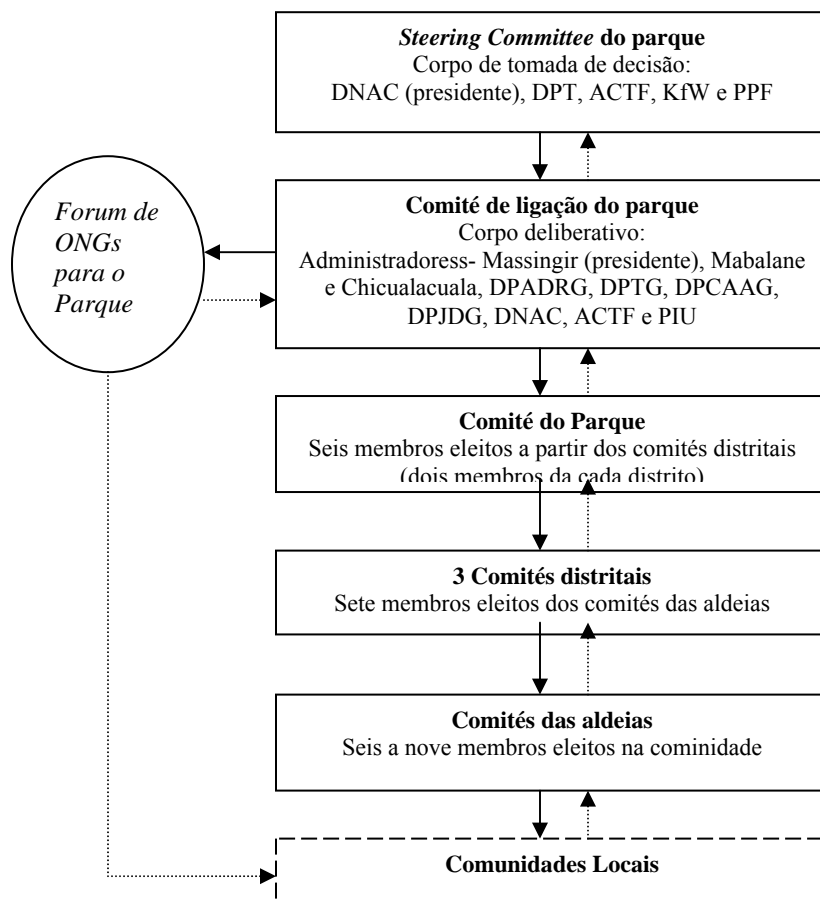 Steering Committee do parque
Corpo de tomada de decisão:
DNAC (presidente), DPT, ACTF, KfW e PPF
Forum de
ONGs
para o
Parque
Comité de ligação do parque
Corpo deliberativo:
Administradoress- Massingir (presidente), Mabalane
e Chicualacuala, DPADRG, DPTG, DPCAAG,
DPJDG, DNAC, ACTF e PIU
Comité do Parque
Seis membros eleitos a partir dos comités distritais
(dois membros da cada distrito)
3 Comités distritais
Sete membros eleitos dos comités das aldeias
Comités das aldeias
Seis a nove membros eleitos na cominidade
Comunidades Locais